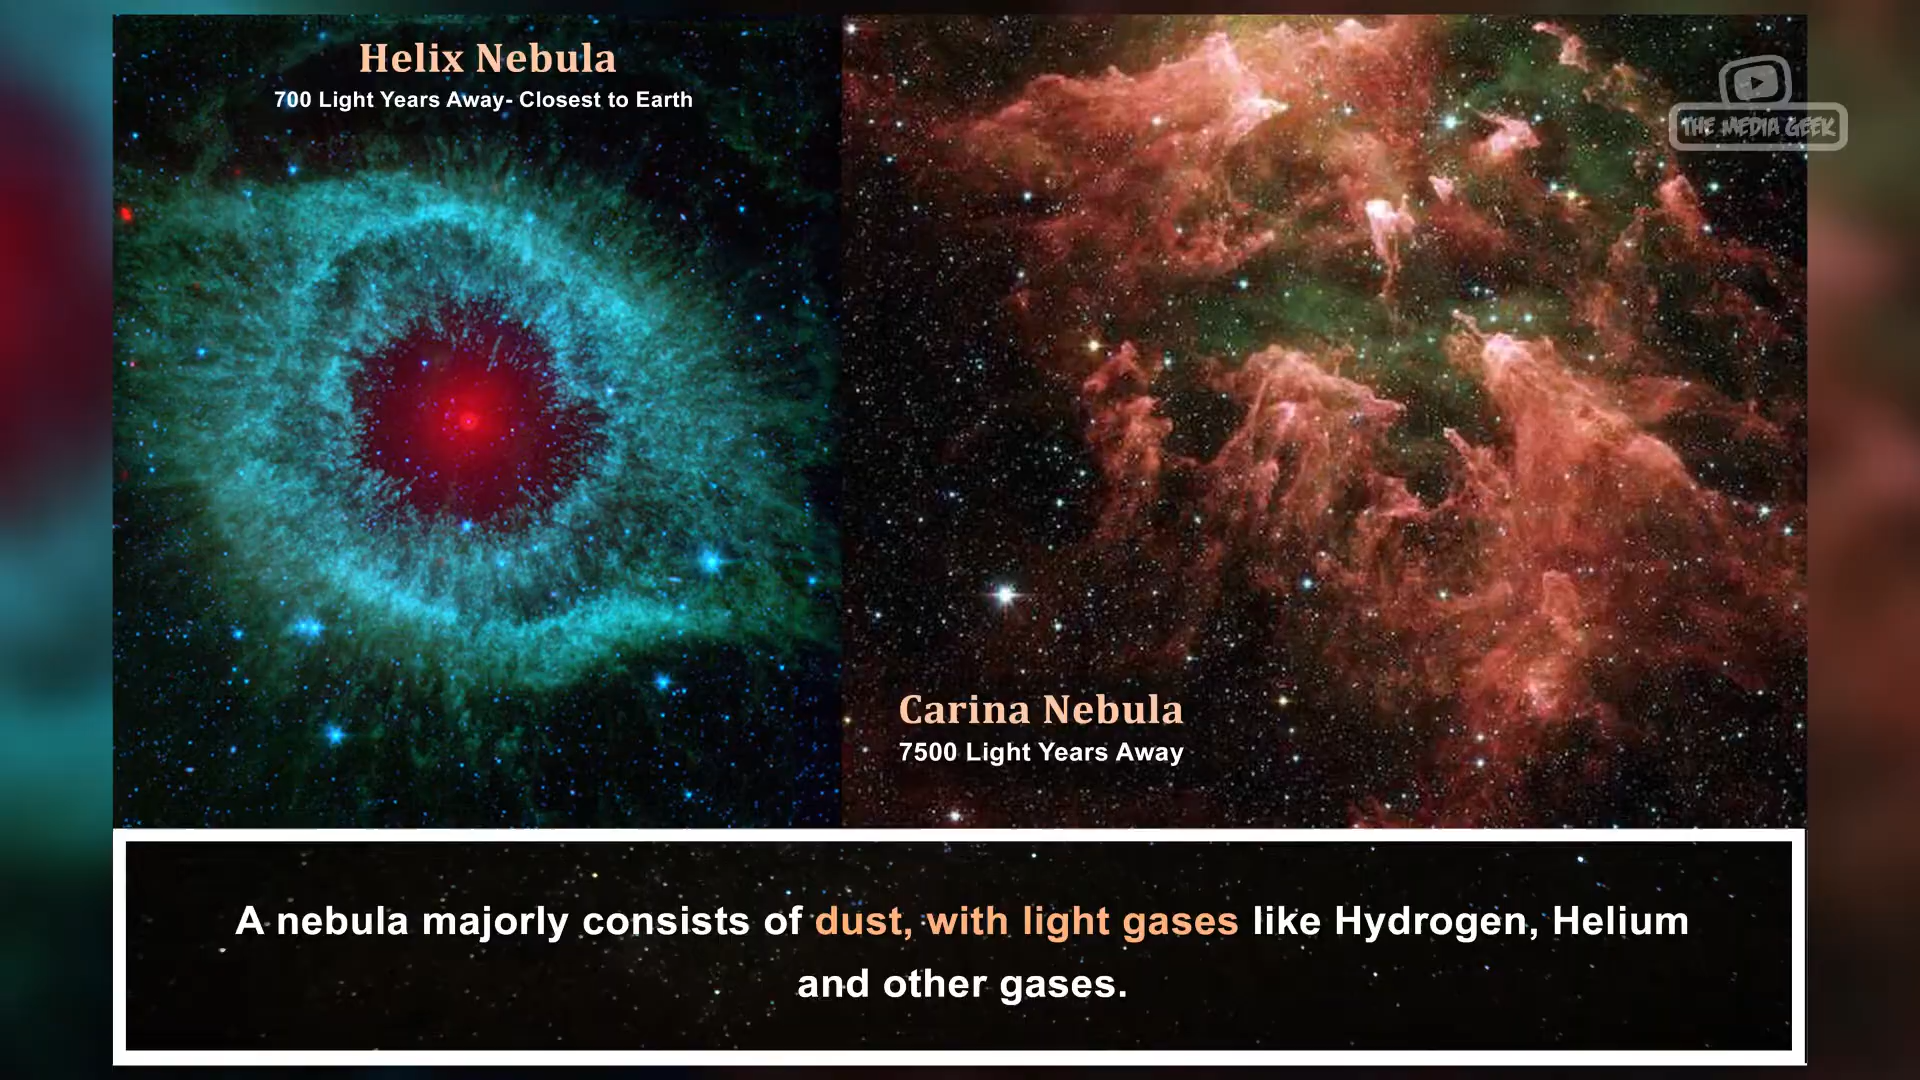 Helix Nebula
700 Light Years Away- Closest to Earth
THE MEDIA GEEK
Carina Nebula
7500 Light Years Away
A nebula majorly consists of dust, with light gases like Hydrogen, Helium
and other gases.